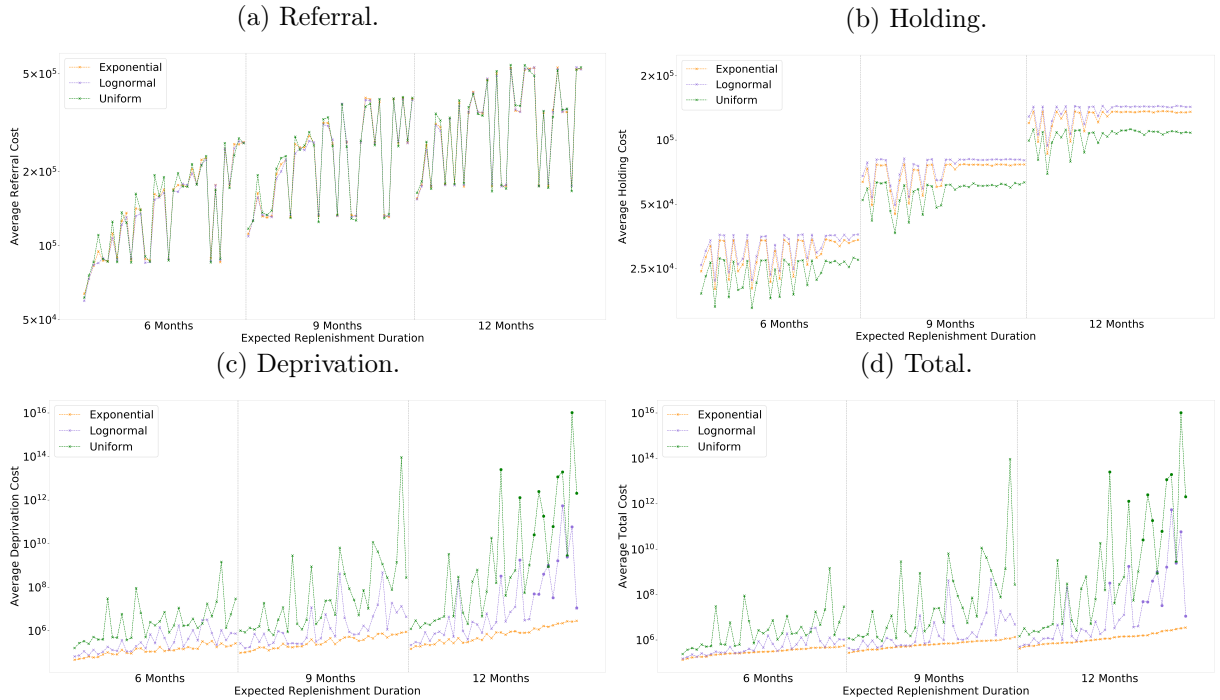 (a) Referral.
Average Referral Cost
5×10⁵
2×10⁵
10⁵
5×10⁴
Exponential
Lognormal
Uniform
6 Months
9 Months
12 Months
Expected Replenishment Duration
(b) Holding.
Average Holding Cost
2×10⁵
10⁵
5×10⁴
2.5×10⁴
Exponential
Lognormal
Uniform
6 Months
9 Months
12 Months
Expected Replenishment Duration
(c) Deprivation.
Average Deprivation Cost
10¹⁶
10¹⁴
10¹²
10¹⁰
10⁸
10⁶
Exponential
Lognormal
Uniform
6 Months
9 Months
12 Months
Expected Replenishment Duration
(d) Total.
Average Total Cost
10¹⁶
10¹⁴
10¹²
10¹⁰
10⁸
10⁶
Exponential
Lognormal
Uniform
6 Months
9 Months
12 Months
Expected Replenishment Duration